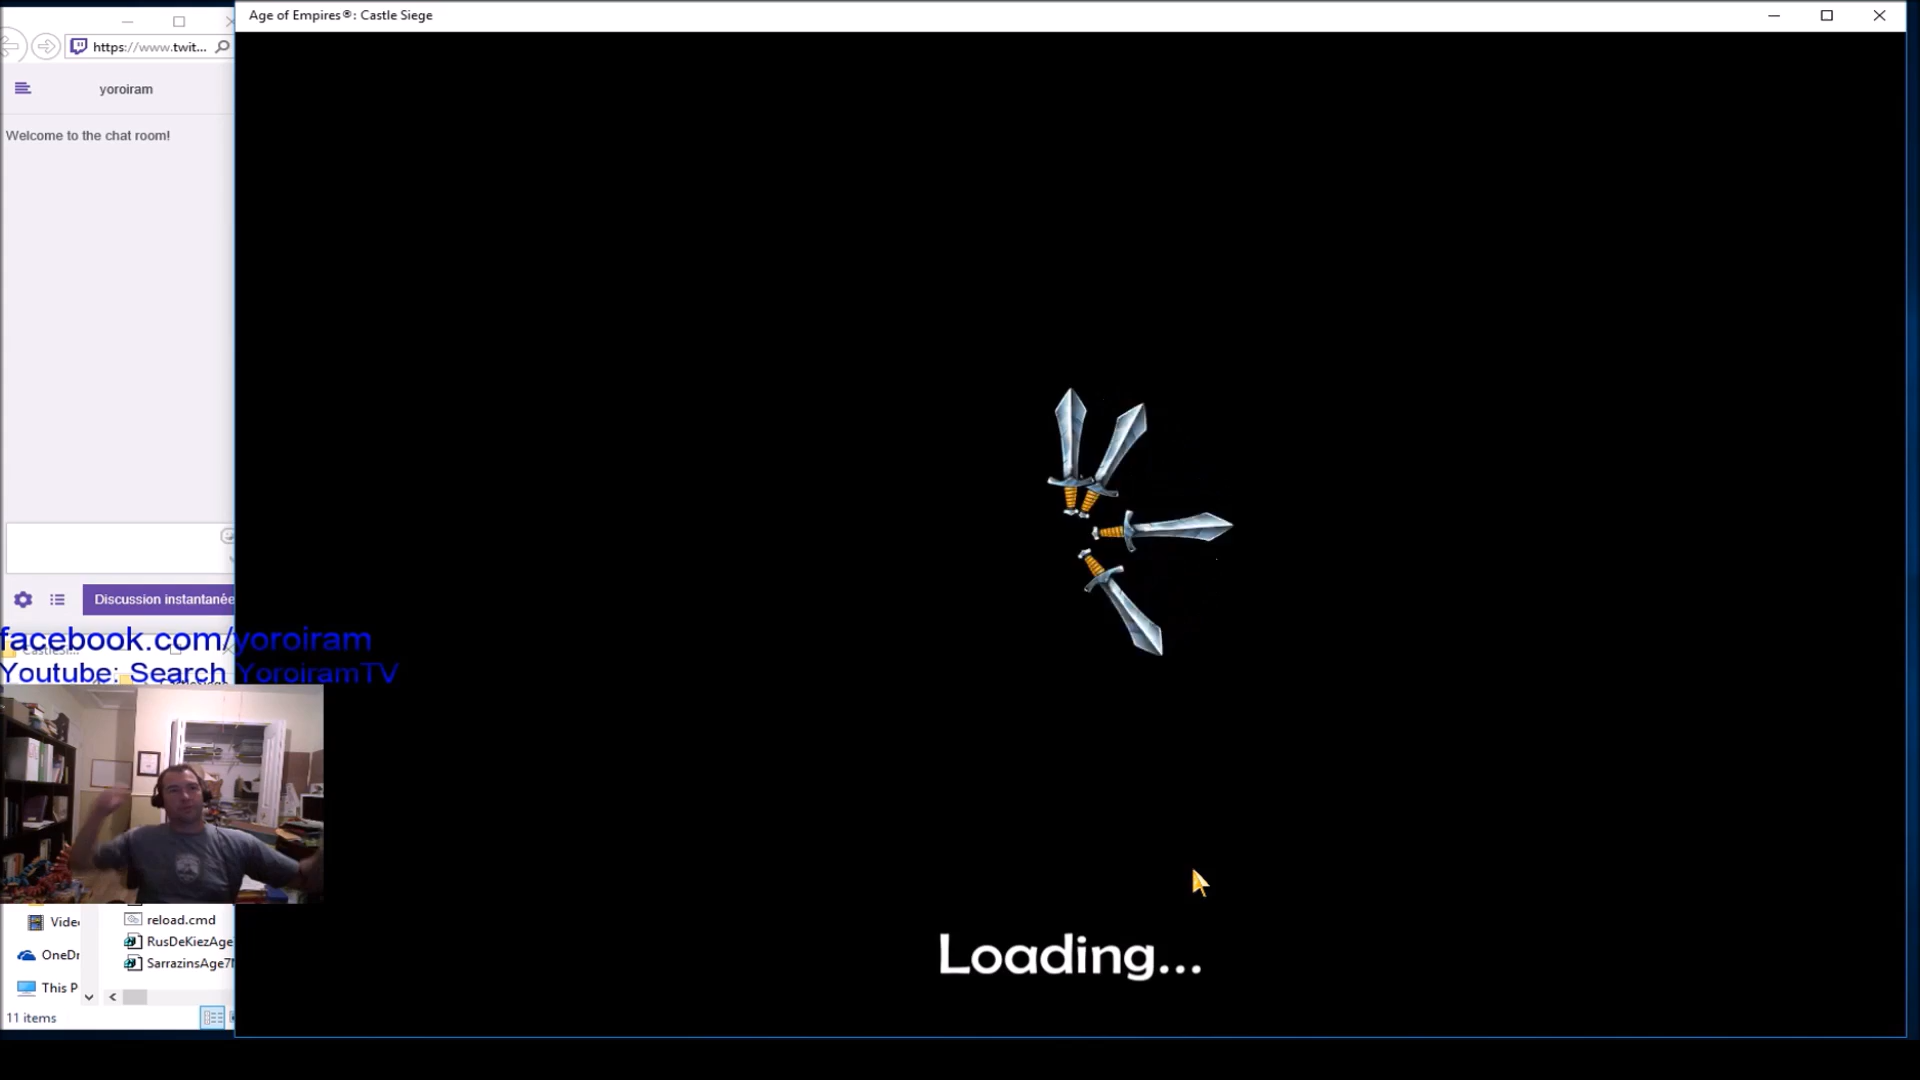 Age of Empires®: Castle Siege
https://www.twit...
yoroiram
Welcome to the chat room!
Discussion instantanée
facebook.com/yoroiram
Youtube: Search YoroiramTV
reload.cmd
Vide
RusDeKiezAge
OneDr
SarrazinsAge7
This P
11 items
Loading...